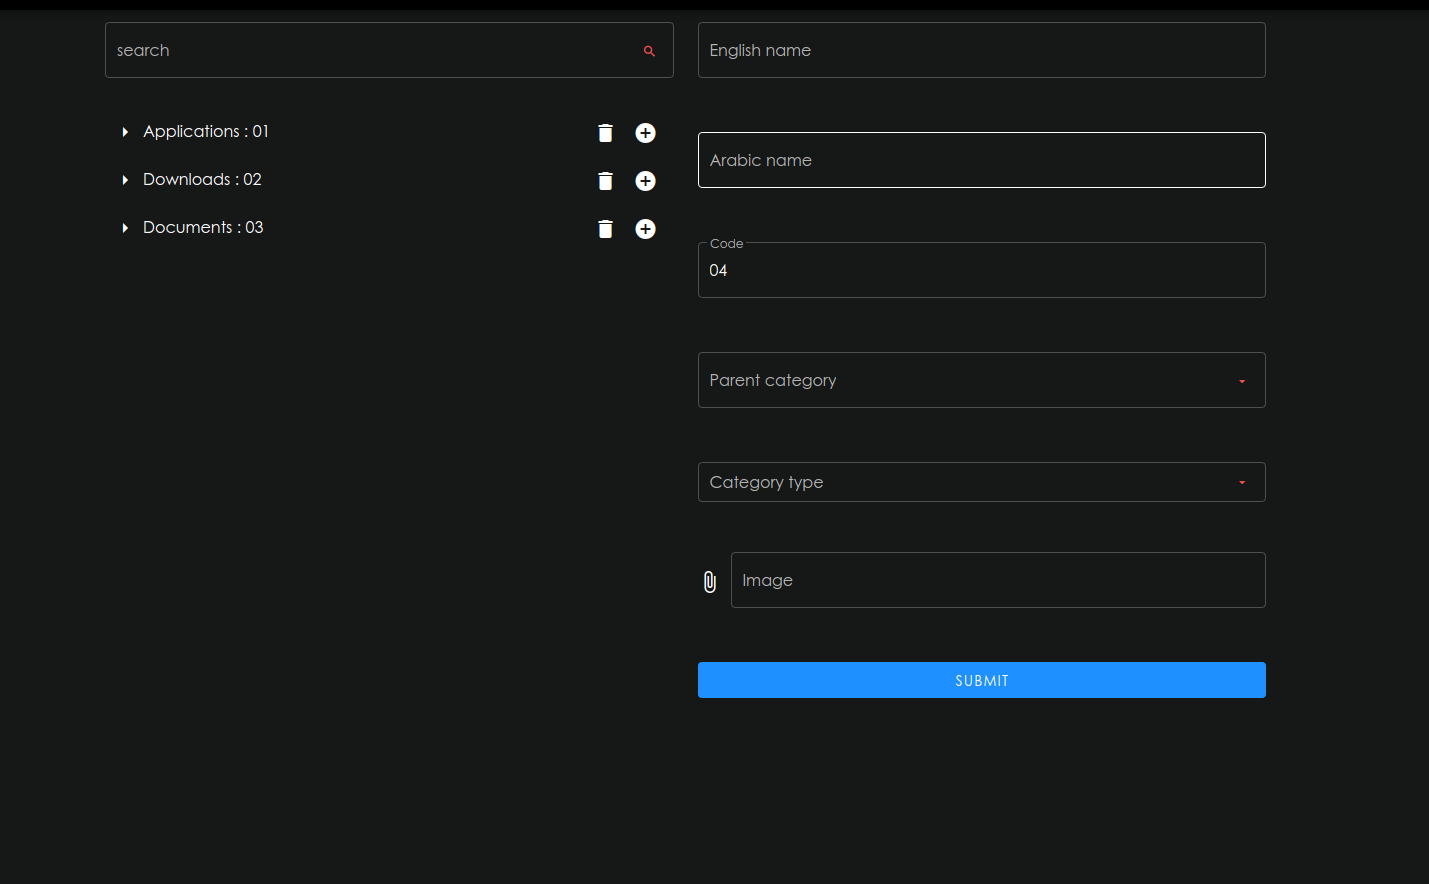 search
Applications : 01
Downloads : 02
Documents : 03
English name
Arabic name
Code
04
Parent category
Category type
Image
SUBMIT